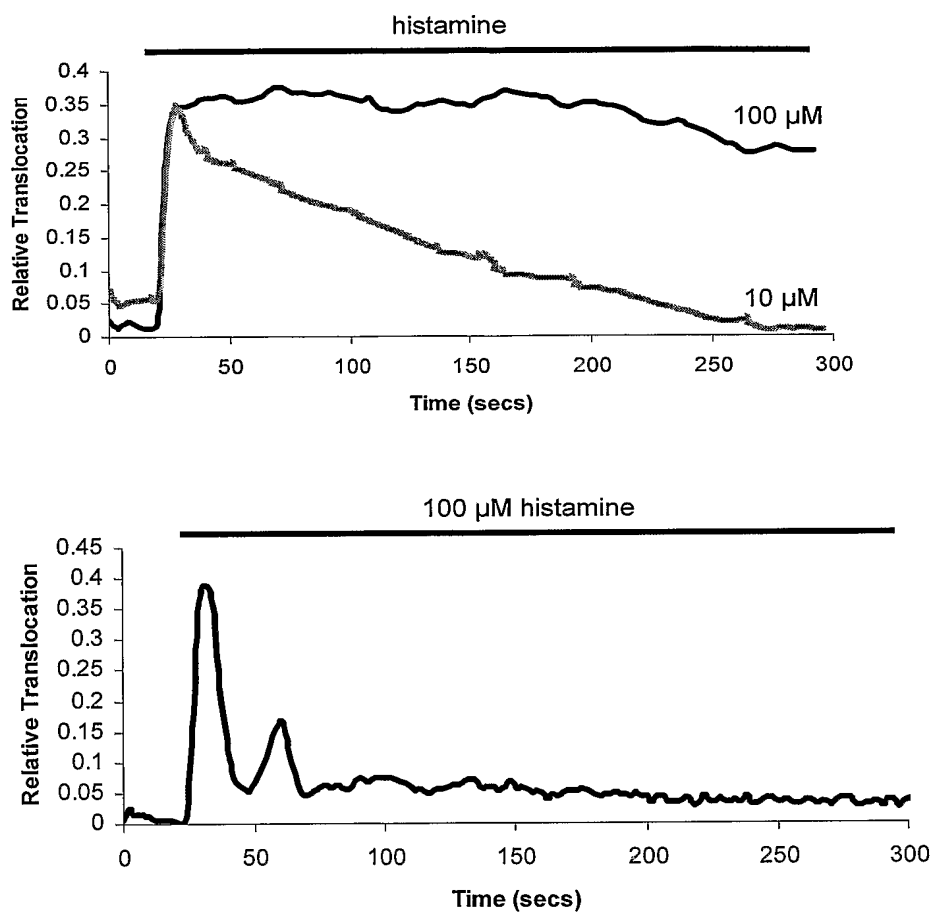 histamine
0.4
0.35
0.3
0.25
0.2
0.15
0.1
0.05
0
Relative Translocation
100 µM
10 µM
0 50 100 150 200 250 300
Time (secs)
100 µM histamine
0.45
0.4
0.35
0.3
0.25
0.2
0.15
0.1
0.05
0
Relative Translocation
0 50 100 150 200 250 300
Time (secs)